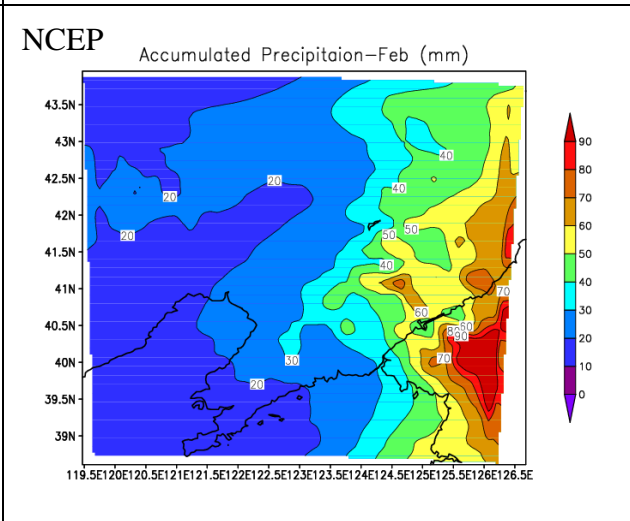 NCEP
Accumulated Precipitaion-Feb (mm)
43.5N
43N
42.5N
42N
41.5N
41N
40.5N
40N
39.5N
39N
119.5E120E120.5E121E121.5E122E122.5E123E123.5E124E124.5E125E125.5E126E126.5E
20
20
20
20
30
40
40
40
50
50
60
60
70
70
80
90
90
80
70
60
50
40
30
20
10
0